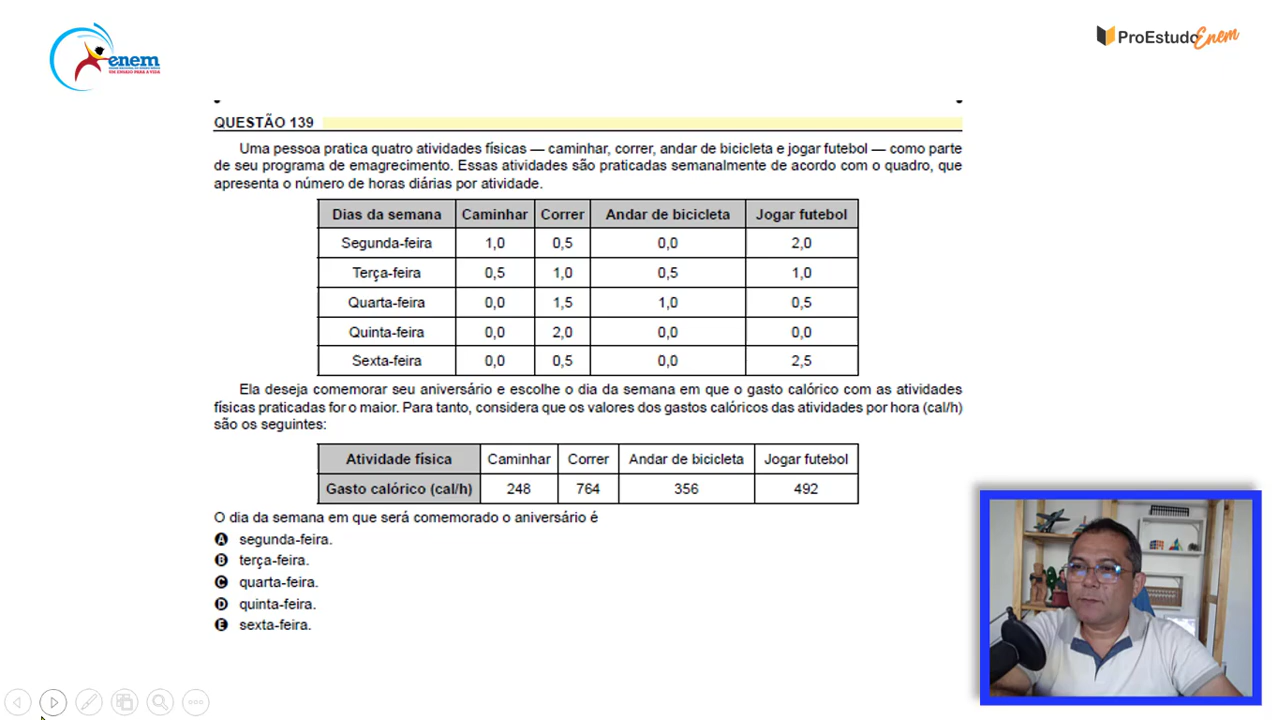 enem
ProEstudoEnem
QUESTÃO 139
Uma pessoa pratica quatro atividades físicas — caminhar, correr, andar de bicicleta e jogar futebol — como parte
de seu programa de emagrecimento. Essas atividades são praticadas semanalmente de acordo com o quadro, que
apresenta o número de horas diárias por atividade.
Dias da semana Caminhar Correr Andar de bicicleta Jogar futebol
Segunda-feira 1,0 0,5 0,0 2,0
Terça-feira 0,5 1,0 0,5 1,0
Quarta-feira 0,0 1,5 1,0 0,5
Quinta-feira 0,0 2,0 0,0 0,0
Sexta-feira 0,0 0,5 0,0 2,5
Ela deseja comemorar seu aniversário e escolhe o dia da semana em que o gasto calórico com as atividades
físicas praticadas for o maior. Para tanto, considera que os valores dos gastos calóricos das atividades por hora (cal/h)
são os seguintes:
Atividade física Caminhar Correr Andar de bicicleta Jogar futebol
Gasto calórico (cal/h) 248 764 356 492
O dia da semana em que será comemorado o aniversário é
A segunda-feira.
B terça-feira.
C quarta-feira.
D quinta-feira.
E sexta-feira.